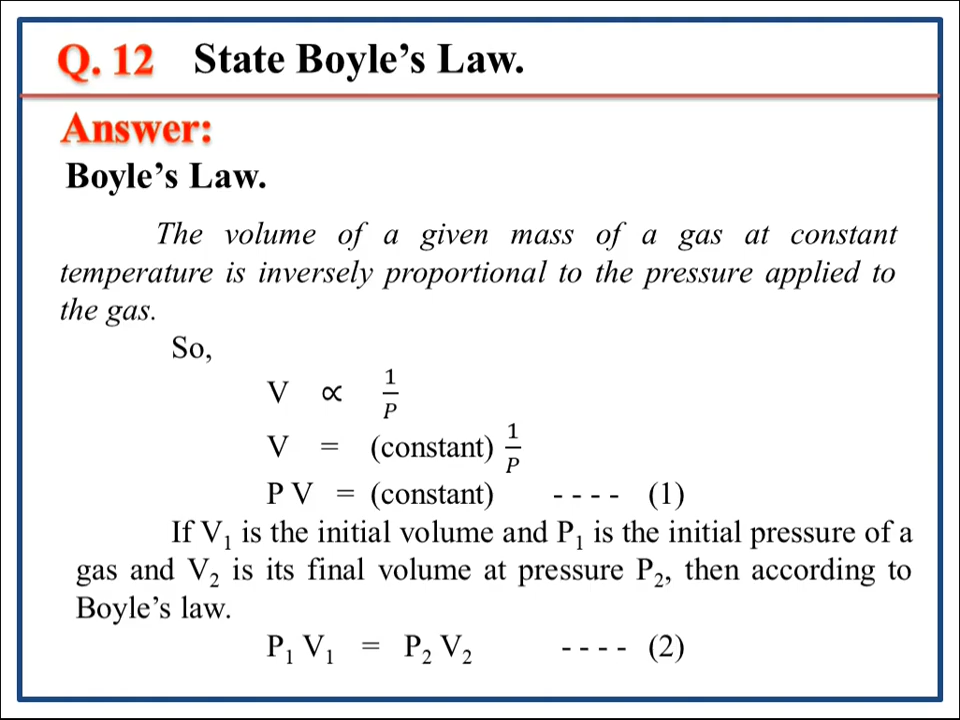 Q. 12 State Boyle’s Law.
Answer:
Boyle’s Law.
The volume of a given mass of a gas at constant
temperature is inversely proportional to the pressure applied to
the gas.
So,
V ∝ 1/P
V = (constant) 1/P
P V = (constant) - - - - (1)
If V₁ is the initial volume and P₁ is the initial pressure of a
gas and V₂ is its final volume at pressure P₂, then according to
Boyle’s law.
P₁ V₁ = P₂ V₂ - - - - (2)